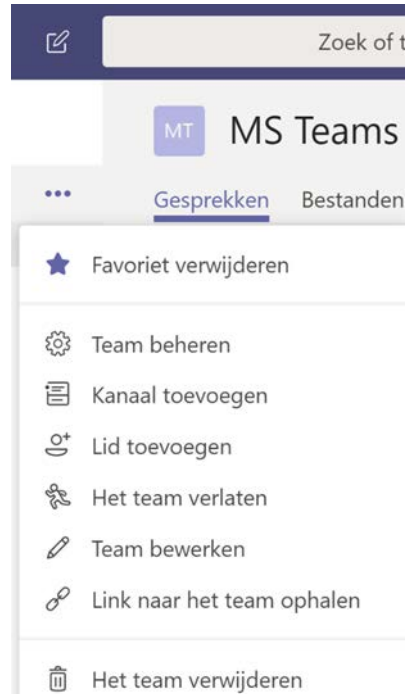 Zoek of t
MT MS Teams
Gesprekken Bestanden
Favoriet verwijderen
Team beheren
Kanaal toevoegen
Lid toevoegen
Het team verlaten
Team bewerken
Link naar het team ophalen
Het team verwijderen